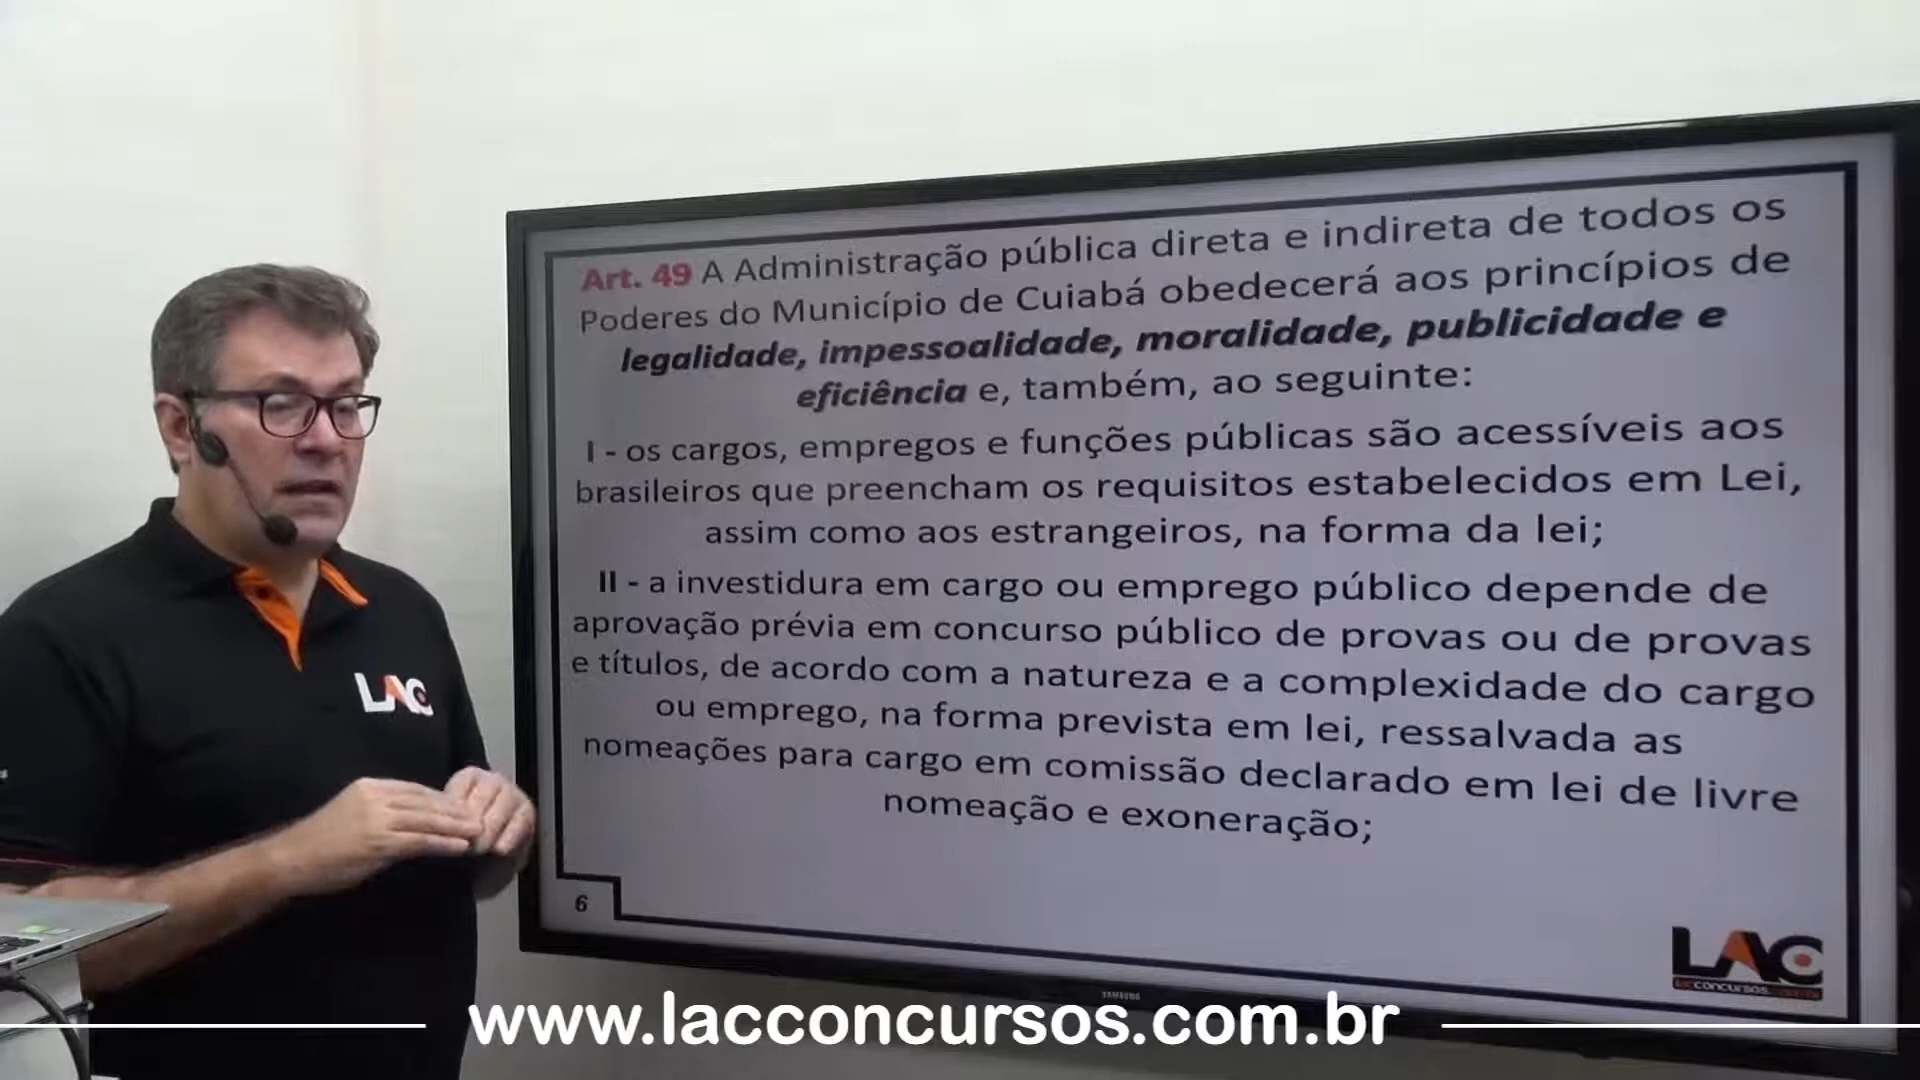 Art. 49 A Administração pública direta e indireta de todos os
Poderes do Município de Cuiabá obedecerá aos princípios de
legalidade, impessoalidade, moralidade, publicidade e
eficiência e, também, ao seguinte:
I - os cargos, empregos e funções públicas são acessíveis aos
brasileiros que preencham os requisitos estabelecidos em Lei,
assim como aos estrangeiros, na forma da lei;
II - a investidura em cargo ou emprego público depende de
aprovação prévia em concurso público de provas ou de provas
e títulos, de acordo com a natureza e a complexidade do cargo
ou emprego, na forma prevista em lei, ressalvada as
nomeações para cargo em comissão declarado em lei de livre
nomeação e exoneração;
LAC
6
LAC
lacconcursos.com.br
SAMSUNG
www.lacconcursos.com.br